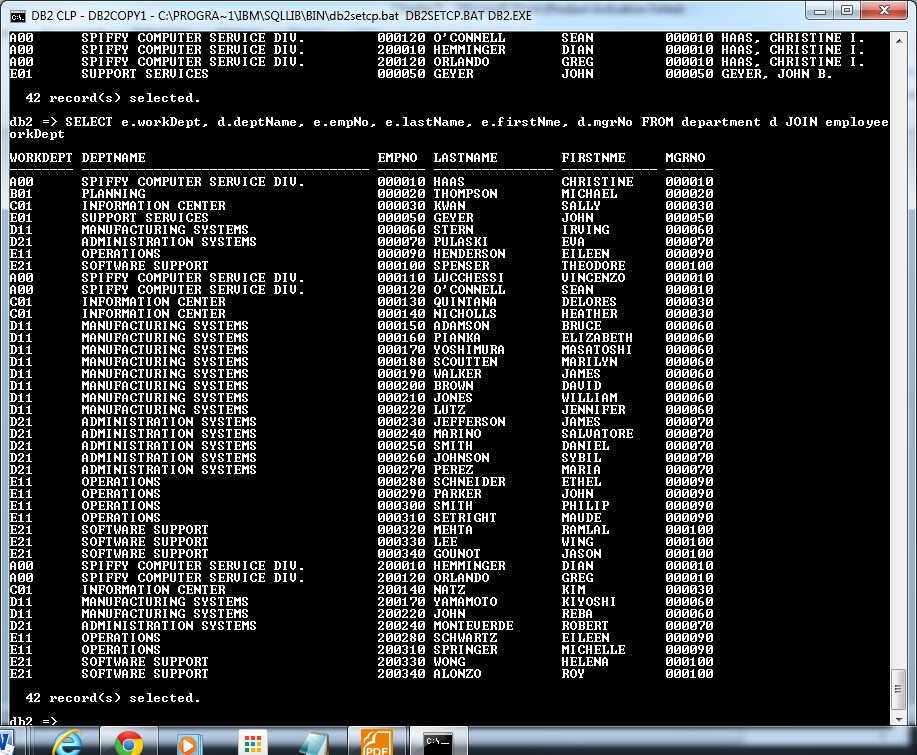 DB2 CLP - DB2COPY1 - C:\PROGRA~1\IBM\SQLLIB\BIN\db2setcp.bat DB2SETCP.BAT DB2.EXE
A00 SPIFFY COMPUTER SERVICE DIV. 000120 O'CONNELL SEAN 000010 HAAS, CHRISTINE I.
A00 SPIFFY COMPUTER SERVICE DIV. 200010 HEMMINGER DIAN 000010 HAAS, CHRISTINE I.
A00 SPIFFY COMPUTER SERVICE DIV. 200120 ORLANDO GREG 000010 HAAS, CHRISTINE I.
E01 SUPPORT SERVICES 000050 GEYER JOHN 000050 GEYER, JOHN B.
42 record(s) selected.
db2 => SELECT e.workDept, d.deptName, e.empNo, e.lastName, e.firstNme, d.mgrNo FROM department d JOIN employee
orkDept
WORKDEPT DEPTNAME EMPNO LASTNAME FIRSTNME MGRNO
-------- ------------------------------------ ------ --------------- ------------ ------
A00 SPIFFY COMPUTER SERVICE DIV. 000010 HAAS CHRISTINE 000010
B01 PLANNING 000020 THOMPSON MICHAEL 000020
C01 INFORMATION CENTER 000030 KWAN SALLY 000030
E01 SUPPORT SERVICES 000050 GEYER JOHN 000050
D11 MANUFACTURING SYSTEMS 000060 STERN IRVING 000060
D21 ADMINISTRATION SYSTEMS 000070 PULASKI EVA 000070
E11 OPERATIONS 000090 HENDERSON EILEEN 000090
E21 SOFTWARE SUPPORT 000100 SPENSER THEODORE 000100
A00 SPIFFY COMPUTER SERVICE DIV. 000110 LUCCHESSI VINCENZO 000010
A00 SPIFFY COMPUTER SERVICE DIV. 000120 O'CONNELL SEAN 000010
C01 INFORMATION CENTER 000130 QUINTANA DELORES 000030
C01 INFORMATION CENTER 000140 NICHOLLS HEATHER 000030
D11 MANUFACTURING SYSTEMS 000150 ADAMSON BRUCE 000060
D11 MANUFACTURING SYSTEMS 000160 PIANKA ELIZABETH 000060
D11 MANUFACTURING SYSTEMS 000170 YOSHIMURA MASATOSHI 000060
D11 MANUFACTURING SYSTEMS 000180 SCOUTTEN MARILYN 000060
D11 MANUFACTURING SYSTEMS 000190 WALKER JAMES 000060
D11 MANUFACTURING SYSTEMS 000200 BROWN DAVID 000060
D11 MANUFACTURING SYSTEMS 000210 JONES WILLIAM 000060
D11 MANUFACTURING SYSTEMS 000220 LUTZ JENNIFER 000060
D21 ADMINISTRATION SYSTEMS 000230 JEFFERSON JAMES 000070
D21 ADMINISTRATION SYSTEMS 000240 MARINO SALVATORE 000070
D21 ADMINISTRATION SYSTEMS 000250 SMITH DANIEL 000070
D21 ADMINISTRATION SYSTEMS 000260 JOHNSON SYBIL 000070
D21 ADMINISTRATION SYSTEMS 000270 PEREZ MARIA 000070
E11 OPERATIONS 000280 SCHNEIDER ETHEL 000090
E11 OPERATIONS 000290 PARKER JOHN 000090
E11 OPERATIONS 000300 SMITH PHILIP 000090
E11 OPERATIONS 000310 SETRIGHT MAUDE 000090
E21 SOFTWARE SUPPORT 000320 MEHTA RAMLAL 000100
E21 SOFTWARE SUPPORT 000330 LEE WING 000100
E21 SOFTWARE SUPPORT 000340 GOUNOT JASON 000100
A00 SPIFFY COMPUTER SERVICE DIV. 200010 HEMMINGER DIAN 000010
A00 SPIFFY COMPUTER SERVICE DIV. 200120 ORLANDO GREG 000010
C01 INFORMATION CENTER 200140 NATZ KIM 000030
D11 MANUFACTURING SYSTEMS 200170 YAMAMOTO KIYOSHI 000060
D11 MANUFACTURING SYSTEMS 200220 JOHN REBA 000060
D21 ADMINISTRATION SYSTEMS 200240 MONTEVERDE ROBERT 000070
E11 OPERATIONS 200280 SCHWARTZ EILEEN 000090
E11 OPERATIONS 200310 SPRINGER MICHELLE 000090
E21 SOFTWARE SUPPORT 200330 WONG HELENA 000100
E21 SOFTWARE SUPPORT 200340 ALONZO ROY 000100
42 record(s) selected.
db2 =>
PDF